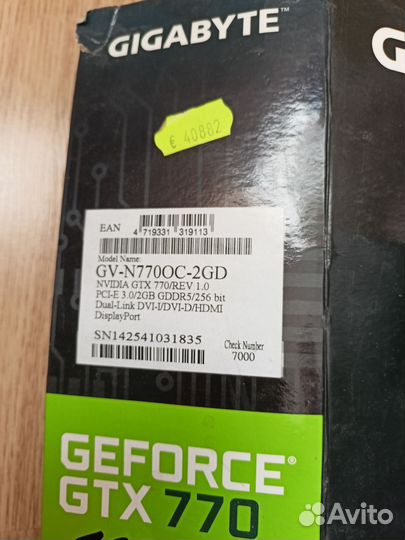 GIGABYTE™
G
€ 40882
EAN
4 719331 319113
Model Name:
GV-N770OC-2GD
NVIDIA GTX 770/REV 1.0
PCI-E 3.0/2GB GDDR5/256 bit
Dual-Link DVI-I/DVI-D/HDMI
DisplayPort
SN142541031835
Check Number
7000
GEFORCE®
GTX 770
Avito